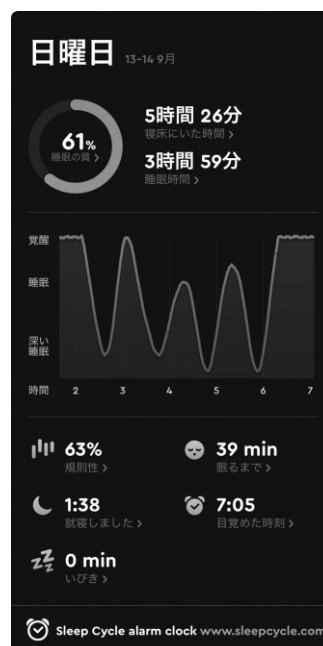 日曜日 13–14 9月
61%
睡眠の質 >
5時間 26分
寝床にいた時間 >
3時間 59分
睡眠時間 >
覚醒
睡眠
深い
睡眠
時間 2 3 4 5 6 7
63%
規則性 >
39 min
眠るまで >
1:38
就寝しました >
7:05
目覚めた時刻 >
0 min
いびき >
Sleep Cycle alarm clock www.sleepcycle.com